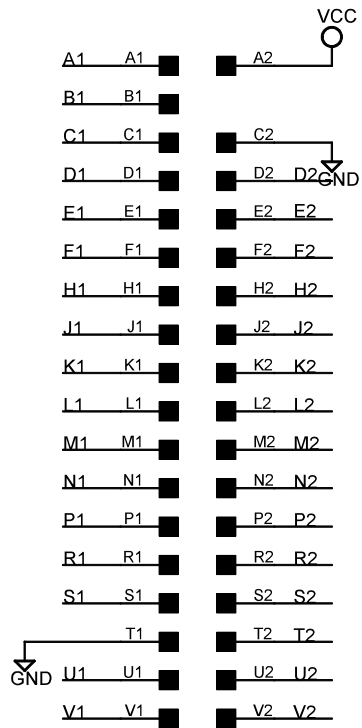 VCC
A1 A1 A2
B1 B1
C1 C1 C2
D1 D1 D2 D2 GND
E1 E1 E2 E2
F1 F1 F2 F2
H1 H1 H2 H2
J1 J1 J2 J2
K1 K1 K2 K2
L1 L1 L2 L2
M1 M1 M2 M2
N1 N1 N2 N2
P1 P1 P2 P2
R1 R1 R2 R2
S1 S1 S2 S2
T1 T2 T2
GND U1 U1 U2 U2
V1 V1 V2 V2